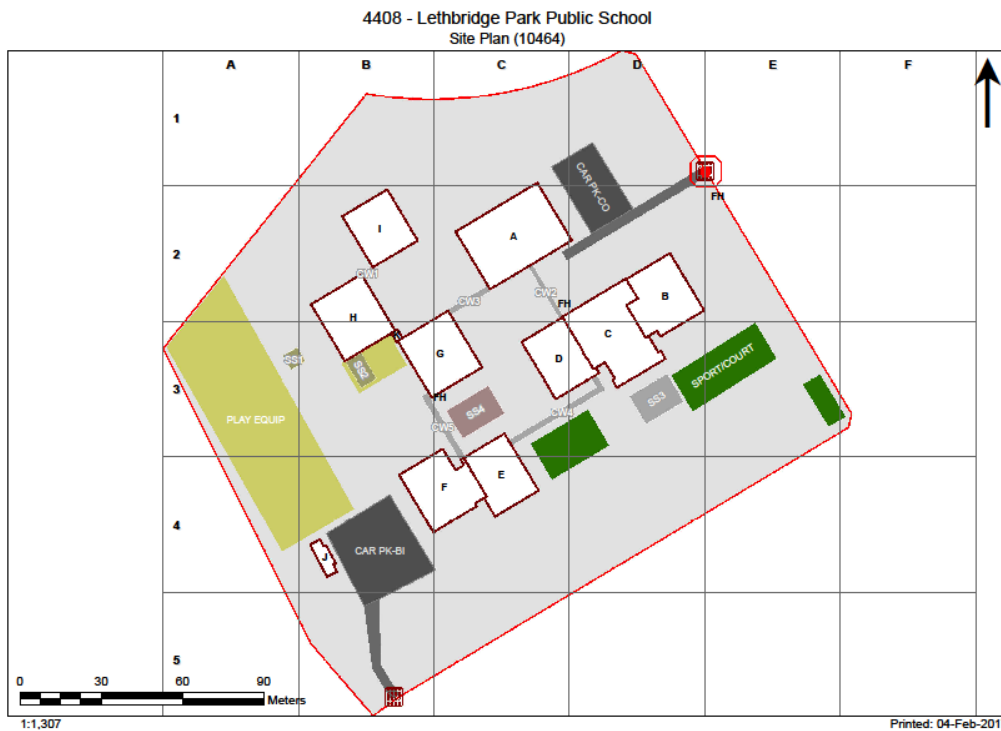 4408 - Lethbridge Park Public School
Site Plan (10464)
A B C D E F
1
CAR PK-CO
FH
I
A
2
CW1
B
CW2
CW3
FH
H
C
G
D
SPORT/COURT
SS1
SS2
3
FH
SS3
SS4
PLAY EQUIP
CW4
CW5
E
F
4
CAR PK-BI
J
5
0 30 60 90
Meters
1:1,307
Printed: 04-Feb-201